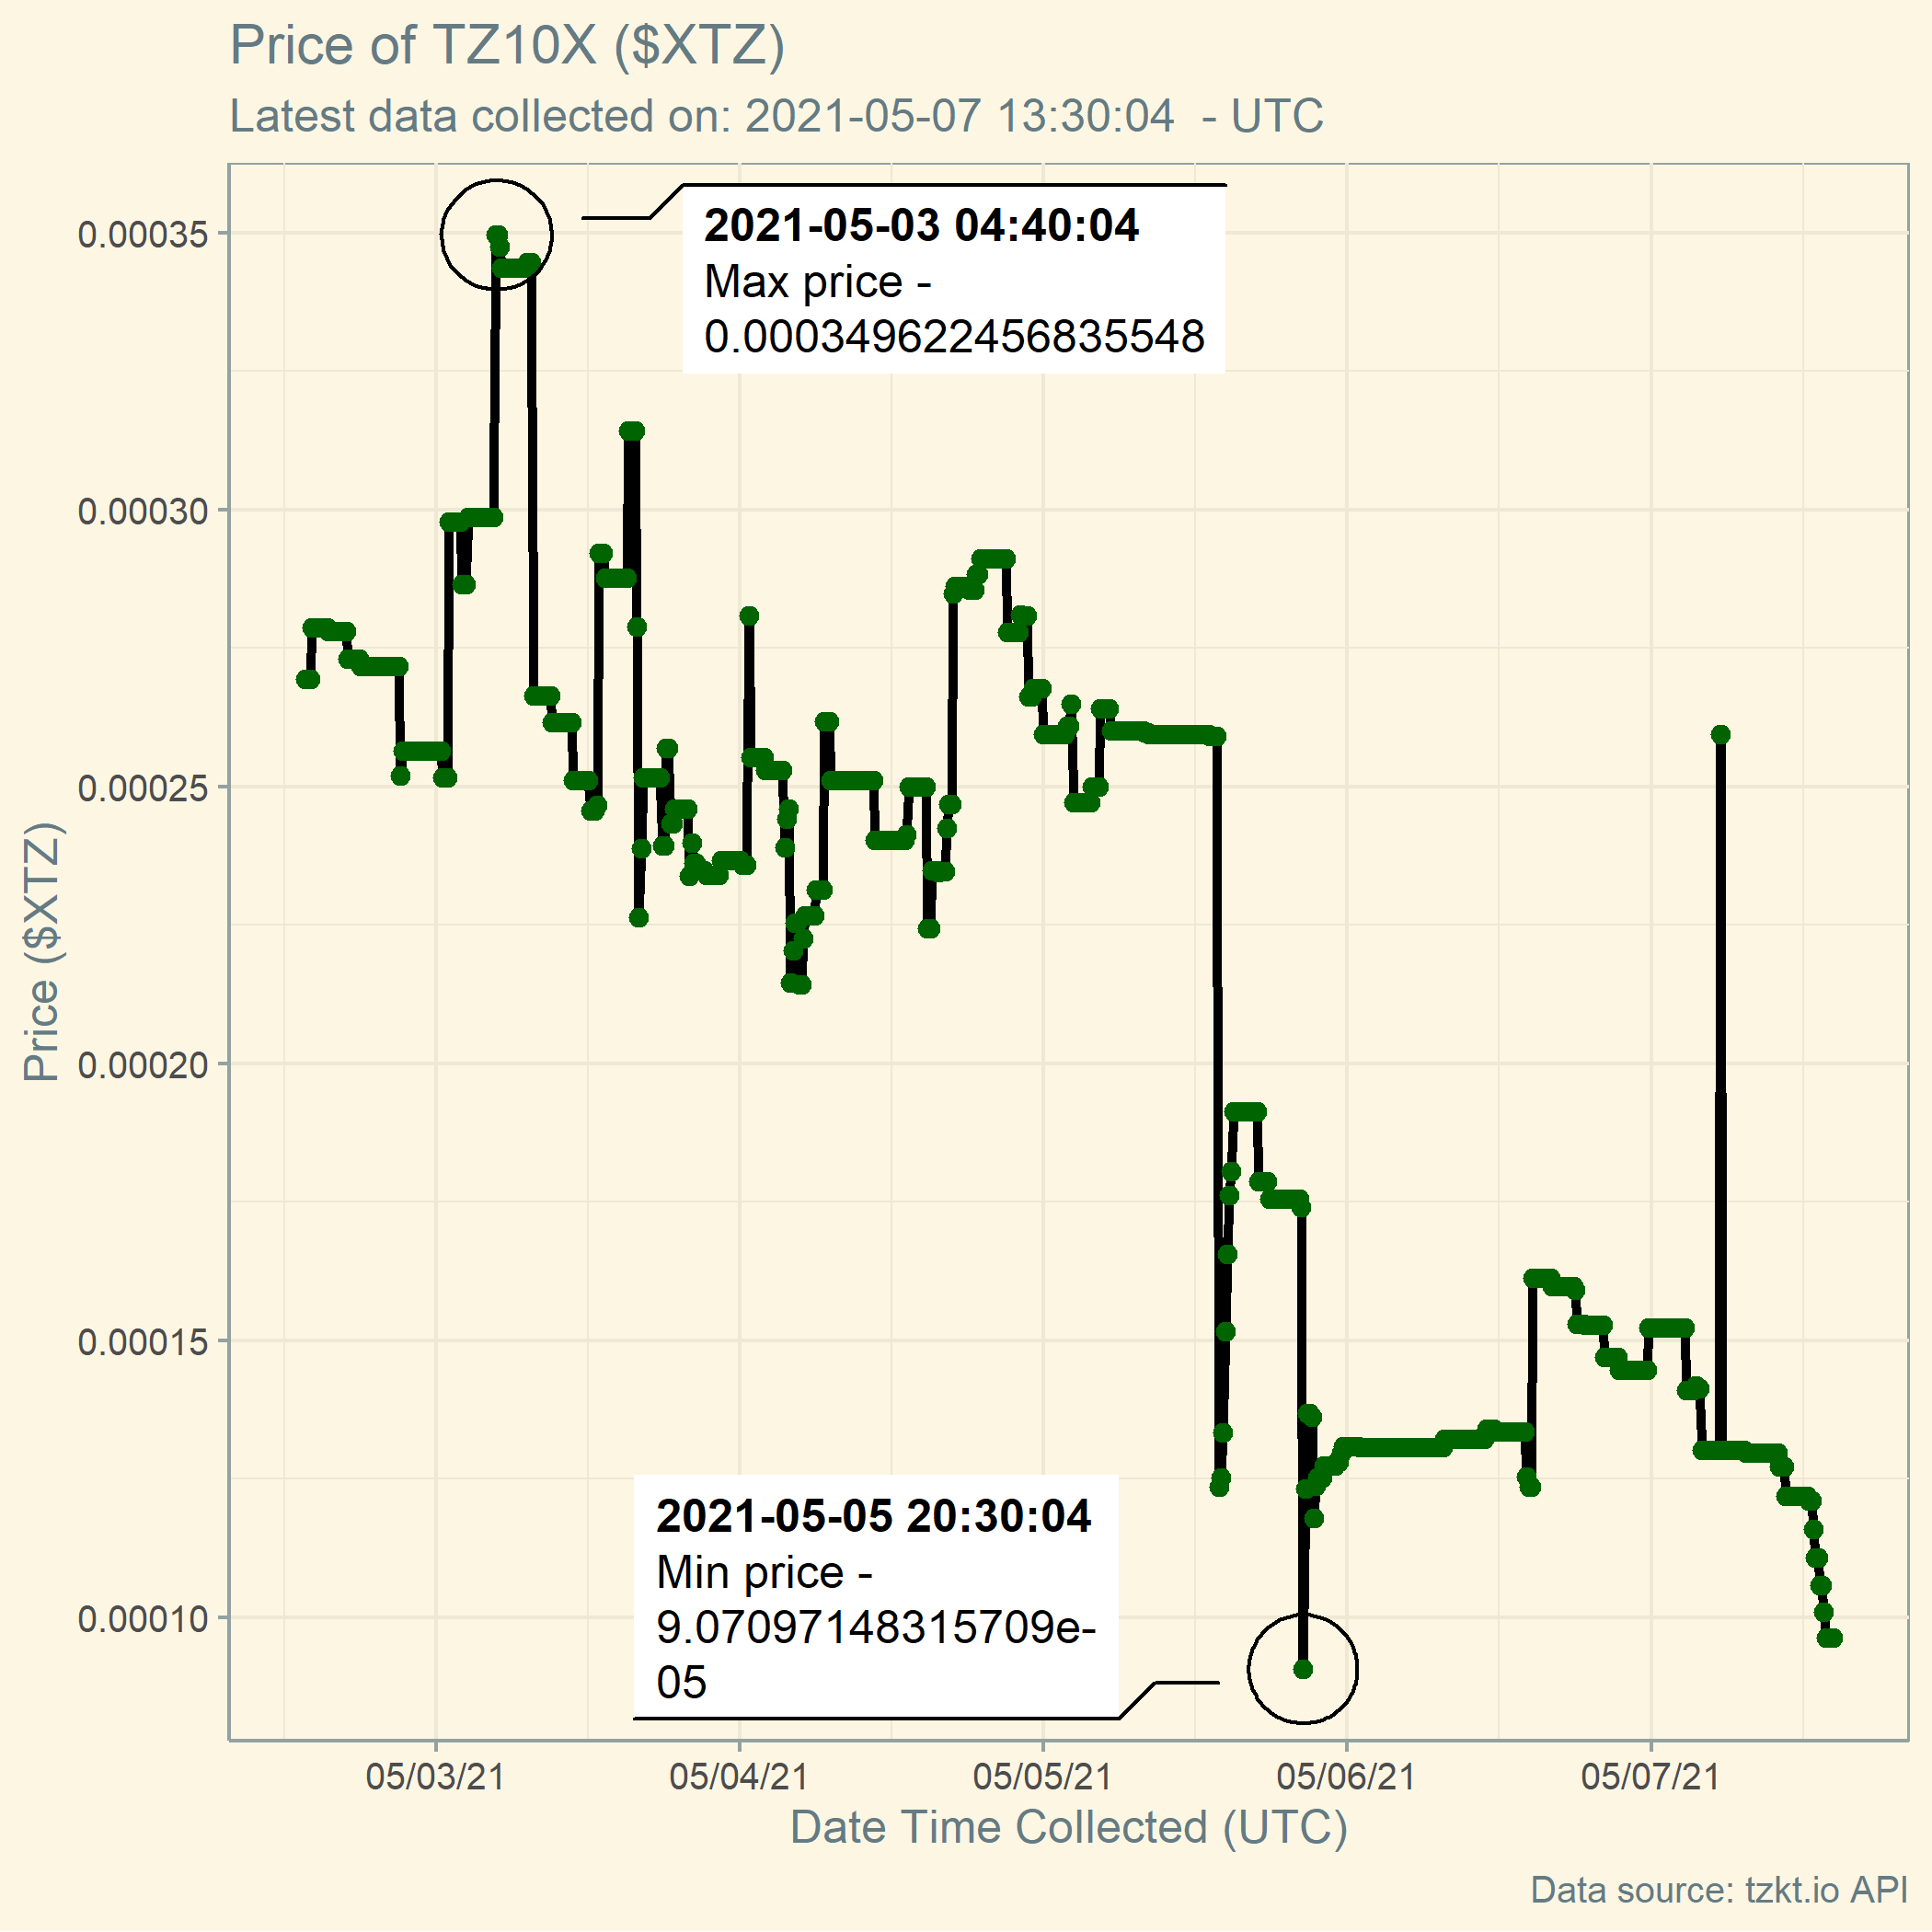 Price of TZ10X ($XTZ)
Latest data collected on: 2021-05-07 13:30:04 - UTC
2021-05-03 04:40:04
Max price -
0.000349622456835548
0.00035
0.00030
0.00025
0.00020
0.00015
0.00010
Price ($XTZ)
2021-05-05 20:30:04
Min price -
9.07097148315709e-
05
05/03/21
05/04/21
05/05/21
05/06/21
05/07/21
Date Time Collected (UTC)
Data source: tzkt.io API